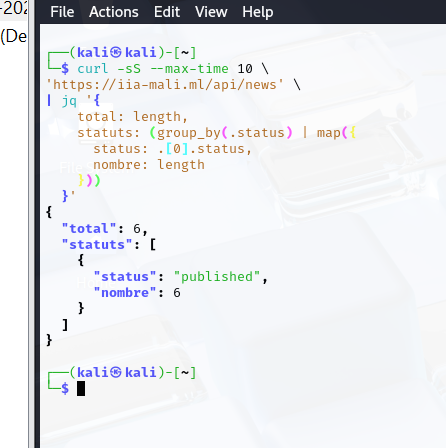 -202
(De
File Actions Edit View Help
┌──(kali㉿kali)-[~]
└─$ curl -sS --max-time 10 \
'https://iia-mali.ml/api/news' \
| jq '{
    total: length,
    statuts: (group_by(.status) | map({
      status: .[0].status,
      nombre: length
    }))
  }'
{
  "total": 6,
  "statuts": [
    {
      "status": "published",
      "nombre": 6
    }
  ]
}
┌──(kali㉿kali)-[~]
└─$